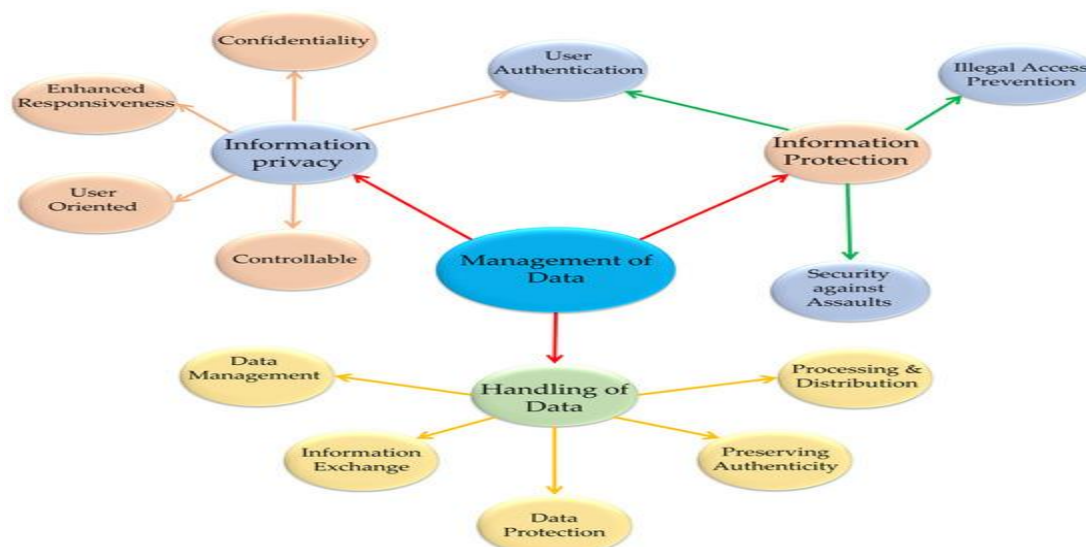 Confidentiality
User
Authentication
Illegal Access
Prevention
Enhanced
Responsiveness
Information
privacy
Information
Protection
User
Oriented
Controllable
Management of
Data
Security
against
Assaults
Data
Management
Processing &
Distribution
Handling of
Data
Information
Exchange
Preserving
Authenticity
Data
Protection